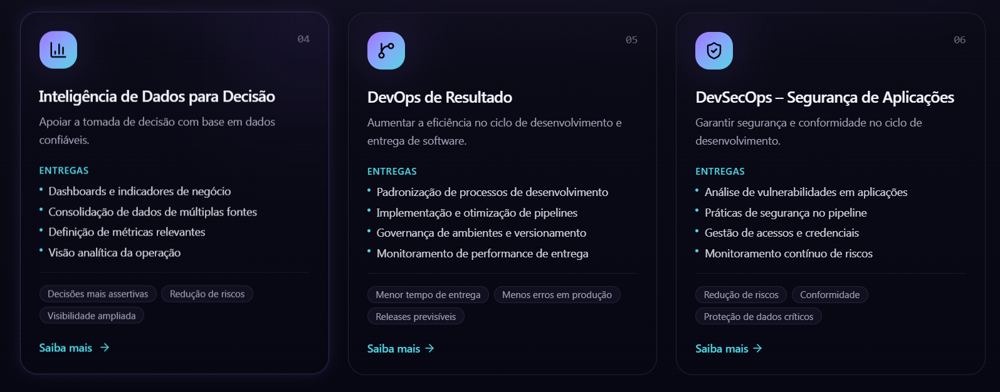 04
Inteligência de Dados para Decisão
Apoiar a tomada de decisão com base em dados
confiáveis.
ENTREGAS
• Dashboards e indicadores de negócio
• Consolidação de dados de múltiplas fontes
• Definição de métricas relevantes
• Visão analítica da operação
Decisões mais assertivas Redução de riscos
Visibilidade ampliada
Saiba mais →
05
DevOps de Resultado
Aumentar a eficiência no ciclo de desenvolvimento e
entrega de software.
ENTREGAS
• Padronização de processos de desenvolvimento
• Implementação e otimização de pipelines
• Governança de ambientes e versionamento
• Monitoramento de performance de entrega
Menor tempo de entrega Menos erros em produção
Releases previsíveis
Saiba mais →
06
DevSecOps – Segurança de Aplicações
Garantir segurança e conformidade no ciclo de
desenvolvimento.
ENTREGAS
• Análise de vulnerabilidades em aplicações
• Práticas de segurança no pipeline
• Gestão de acessos e credenciais
• Monitoramento contínuo de riscos
Redução de riscos Conformidade
Proteção de dados críticos
Saiba mais →